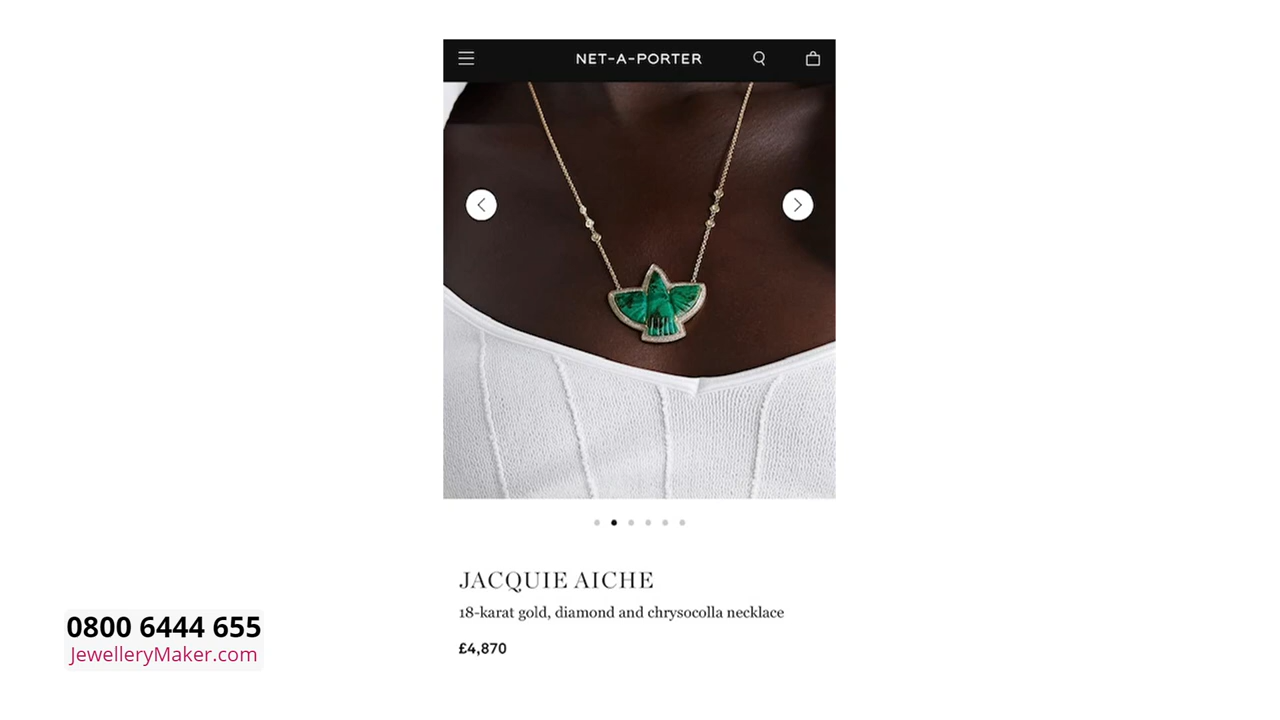 NET-A-PORTER
JACQUIE AICHE
18-karat gold, diamond and chrysocolla necklace
£4,870
0800 6444 655
JewelleryMaker.com